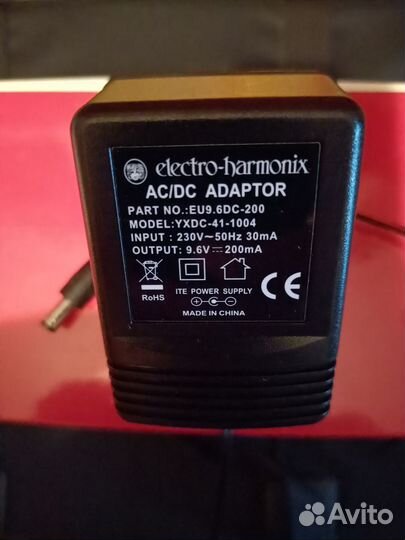 electro-harmonix
AC/DC ADAPTOR
PART NO.:EU9.6DC-200
MODEL:YXDC-41-1004
INPUT : 230V~50Hz 30mA
OUTPUT: 9.6V⎓200mA
RoHS
CE
ITE POWER SUPPLY
MADE IN CHINA
Avito